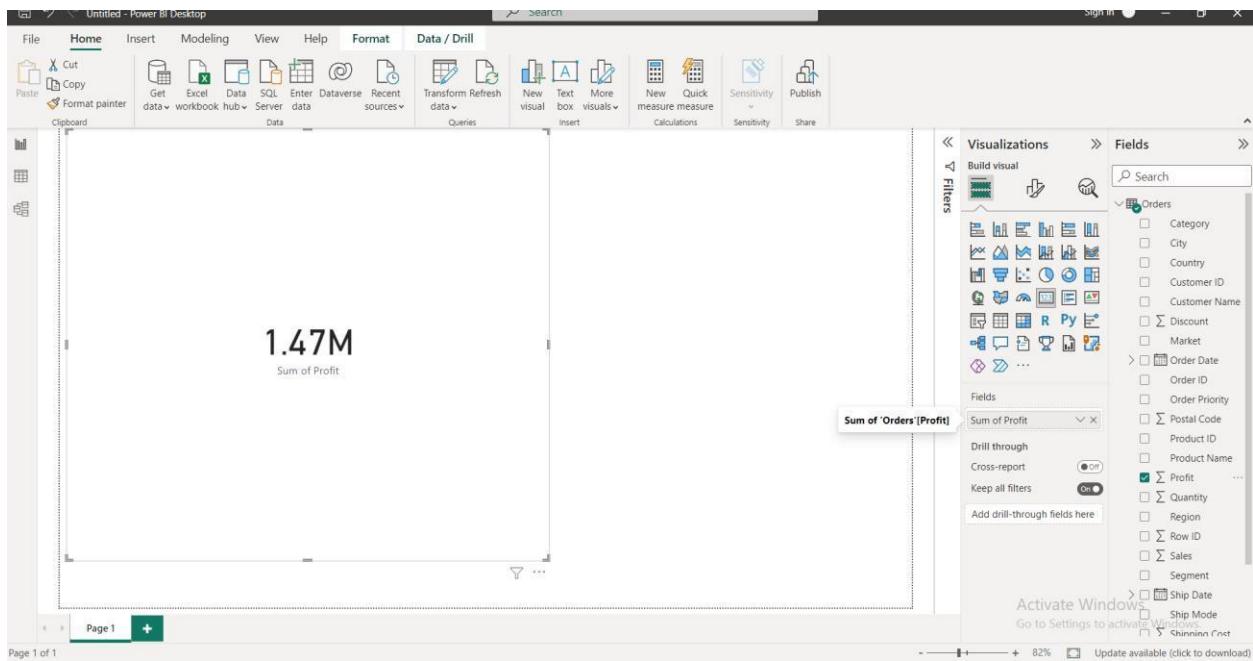 Untitled - Power BI Desktop
Search
Sign in
File Home Insert Modeling View Help Format Data / Drill
Paste
Cut
Copy
Format painter
Clipboard
Get data
Excel workbook
Data hub
SQL Server
Enter data
Dataverse
Recent sources
Data
Transform data
Refresh
Queries
New visual
Text box
More visuals
Insert
New measure
Quick measure
Calculations
Sensitivity
Sensitivity
Publish
Share
1.47M
Sum of Profit
Filters
Visualizations
Build visual
R Py
123
Fields
Sum of 'Orders'[Profit]
Sum of Profit
Drill through
Cross-report
Off
Keep all filters
On
Add drill-through fields here
Fields
Search
Orders
Category
City
Country
Customer ID
Customer Name
Discount
Market
Order Date
Order ID
Order Priority
Postal Code
Product ID
Product Name
Profit
Quantity
Region
Row ID
Sales
Segment
Ship Date
Ship Mode
Shipping Cost
Activate Windows
Go to Settings to activate Windows.
Page 1
Page 1 of 1
82%
Update available (click to download)